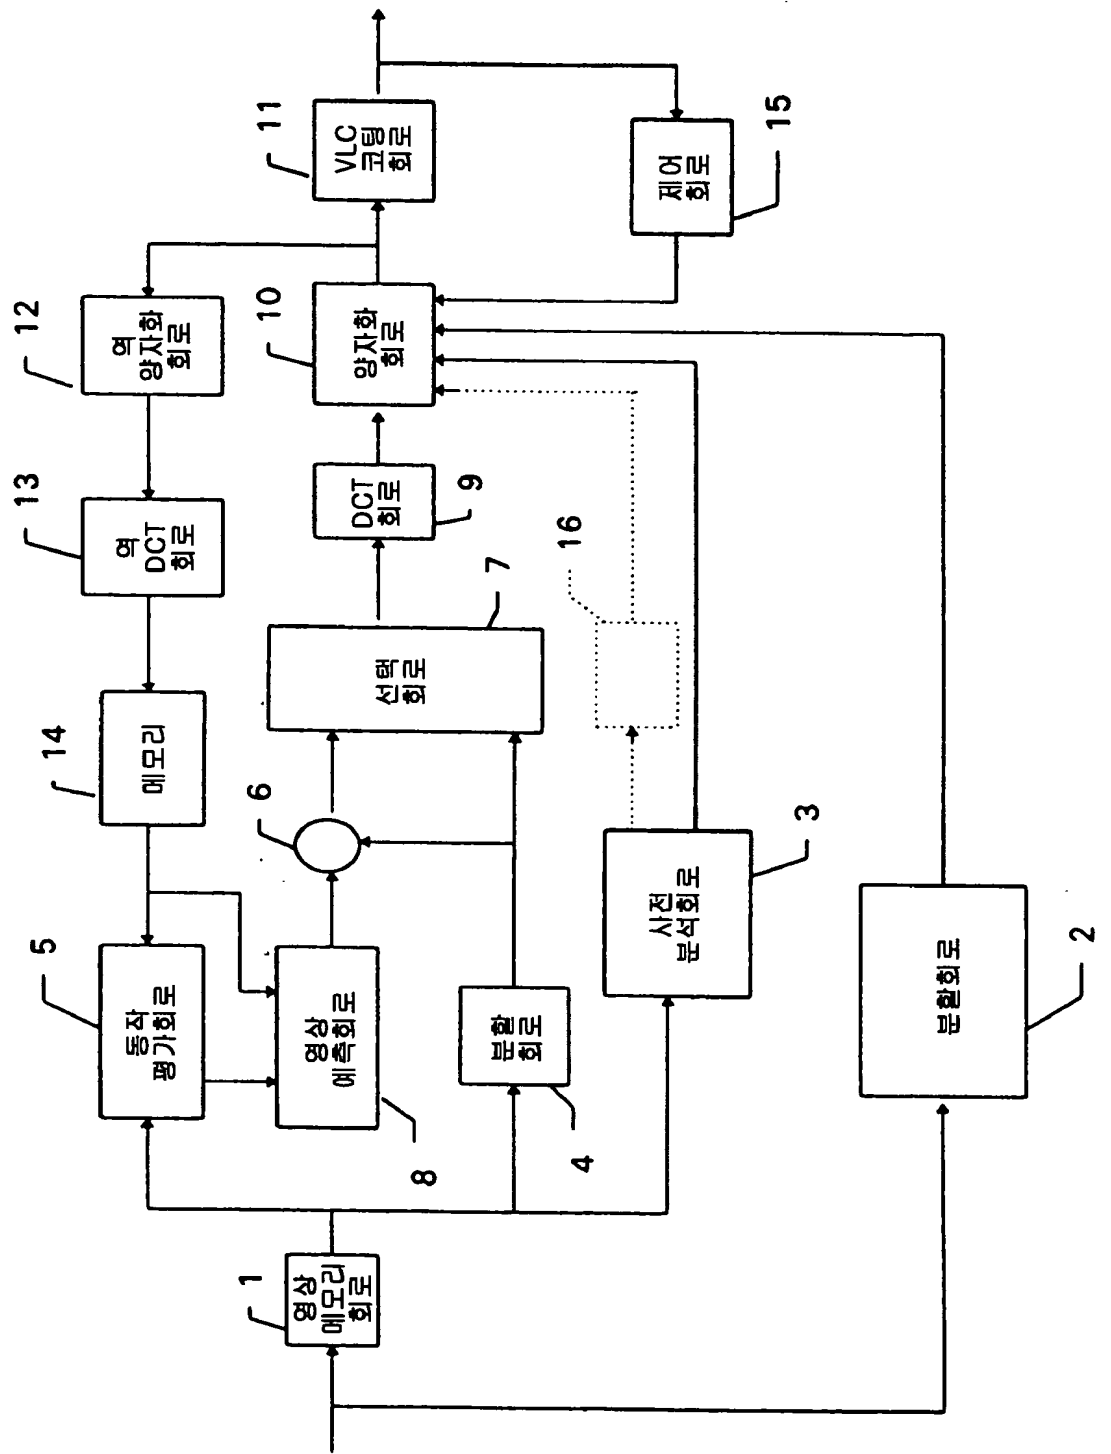 5
14
13
12
동작
평가회로
메모리
역
DCT
회로
역
양자화
회로
1
영상
메모리
회로
8
영상
예측회로
6
선택
회로
7
DCT
회로
9
10
양자화
회로
11
VLC
코팅
회로
4
분할
회로
16
3
사전
분석회로
제어
회로
15
2
분할회로